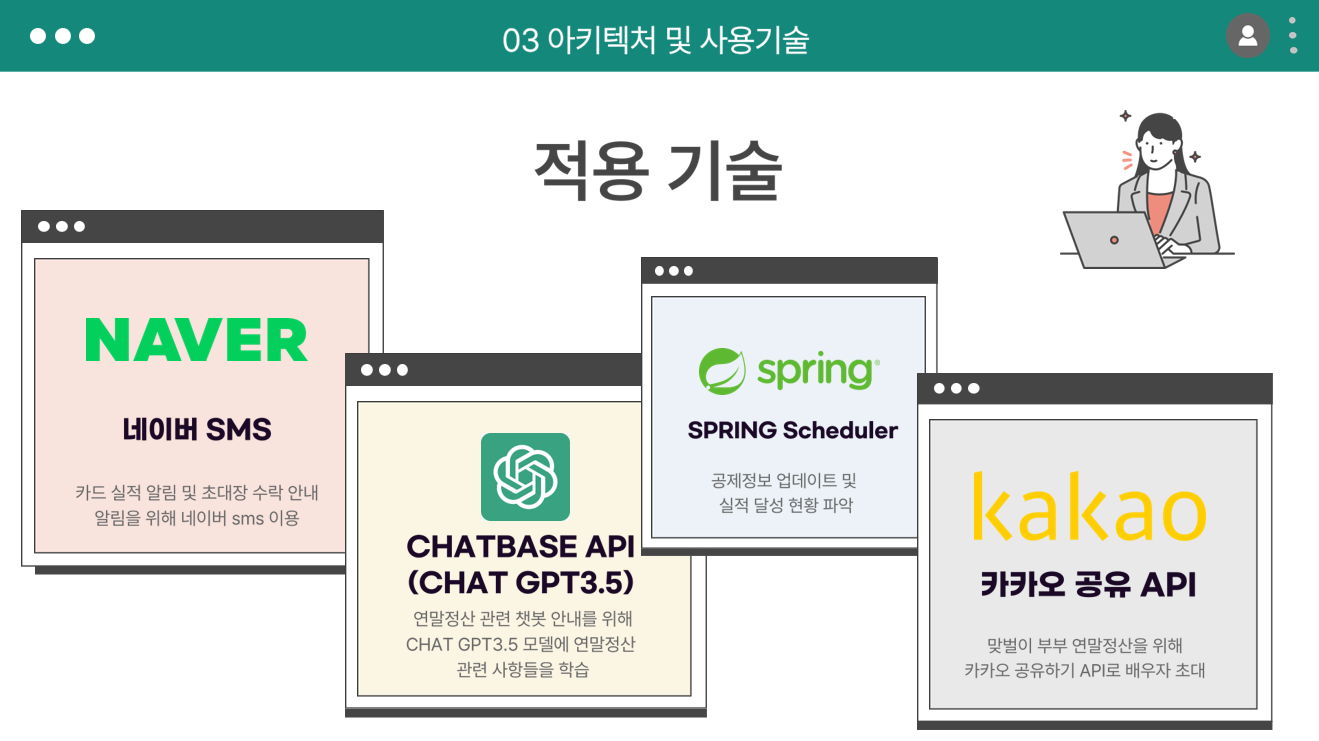 03 아키텍처 및 사용기술
적용 기술
NAVER
네이버 SMS
카드 실적 알림 및 초대장 수락 안내
알림을 위해 네이버 sms 이용
CHATBASE API
(CHAT GPT3.5)
연말정산 관련 챗봇 안내를 위해
CHAT GPT3.5 모델에 연말정산
관련 사항들을 학습
spring®
SPRING Scheduler
공제정보 업데이트 및
실적 달성 현황 파악
kakao
카카오 공유 API
맞벌이 부부 연말정산을 위해
카카오 공유하기 API로 배우자 초대